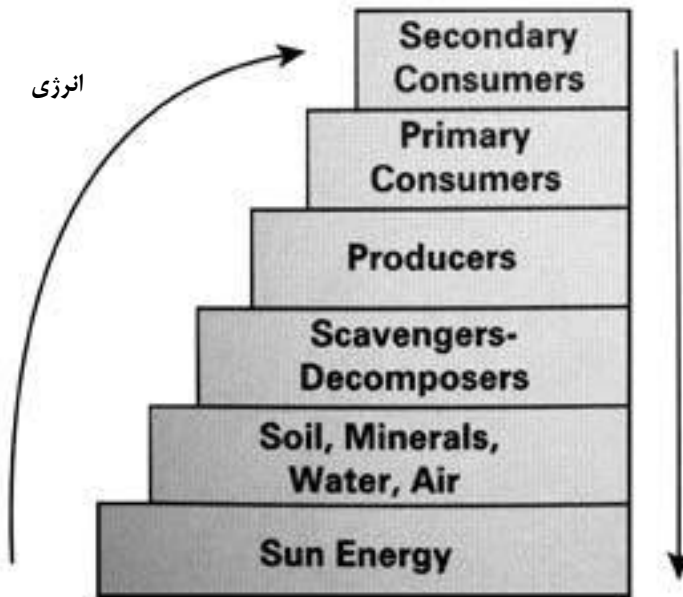 انرژی
Secondary
Consumers
Primary
Consumers
Producers
Scavengers-
Decomposers
Soil, Minerals,
Water, Air
Sun Energy